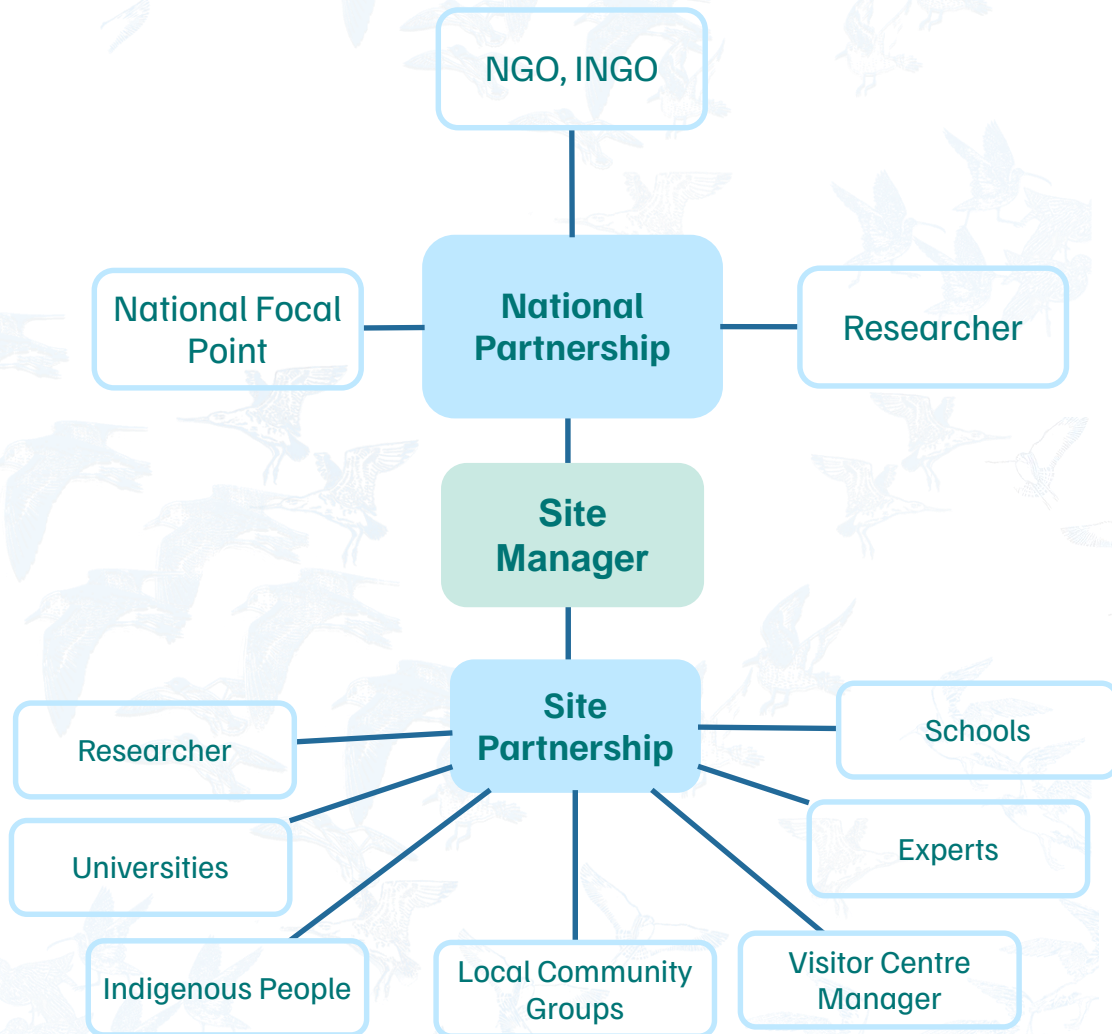 NGO, INGO
National Focal
Point
National
Partnership
Researcher
Site
Manager
Site
Partnership
Researcher
Schools
Universities
Experts
Indigenous People
Local Community
Groups
Visitor Centre
Manager